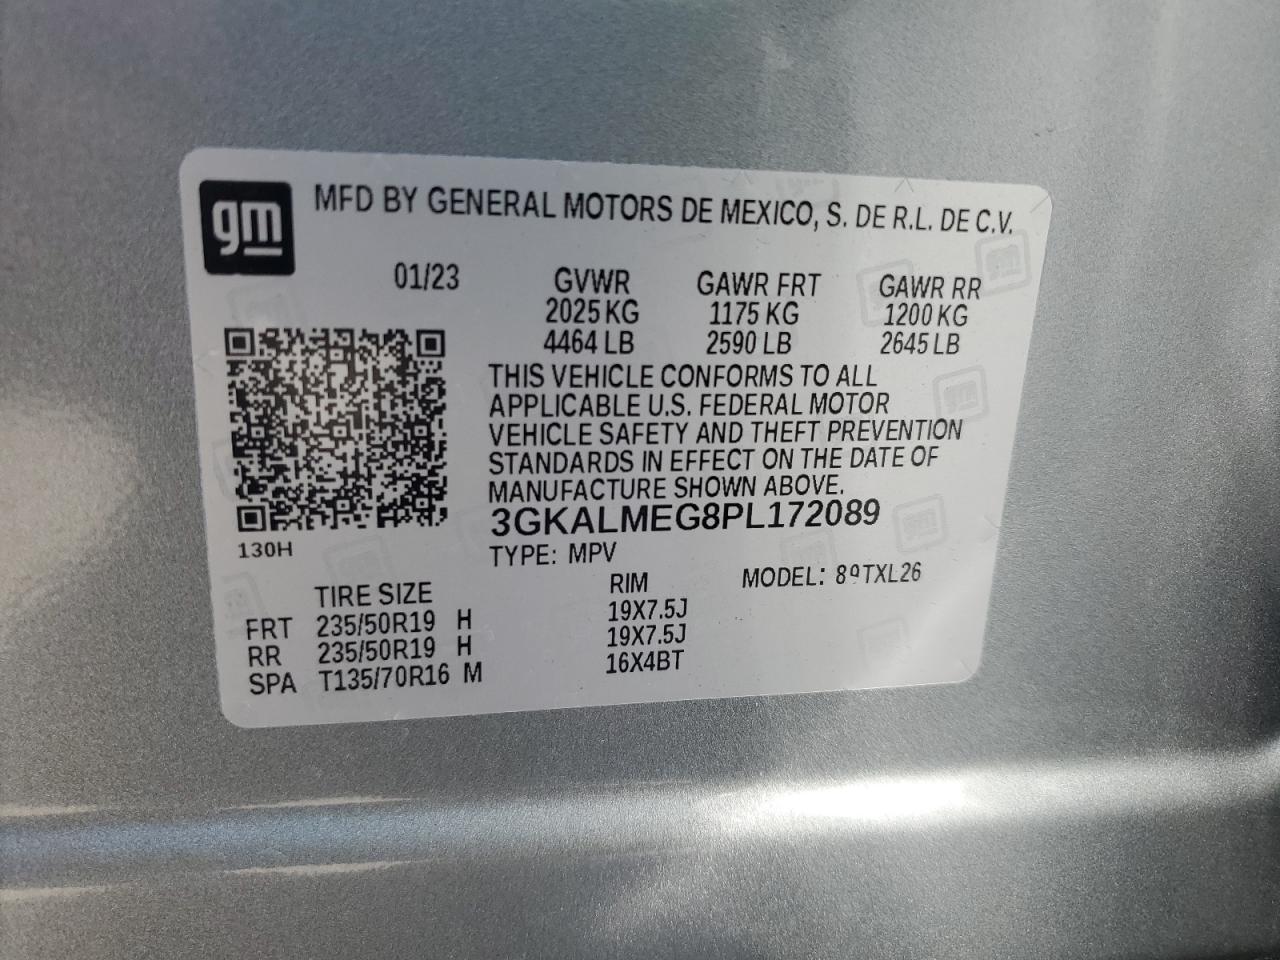 gm
MFD BY GENERAL MOTORS DE MEXICO, S. DE R.L. DE C.V.
01/23 GVWR GAWR FRT GAWR RR
2025 KG 1175 KG 1200 KG
4464 LB 2590 LB 2645 LB
THIS VEHICLE CONFORMS TO ALL
APPLICABLE U.S. FEDERAL MOTOR
VEHICLE SAFETY AND THEFT PREVENTION
STANDARDS IN EFFECT ON THE DATE OF
MANUFACTURE SHOWN ABOVE.
3GKALMEG8PL172089
130H
TYPE: MPV
MODEL:
TIRE SIZE RIM
FRT 235/50R19 H 19X7.5J
RR 235/50R19 H 19X7.5J
SPA T135/70R16 M 16X4BT